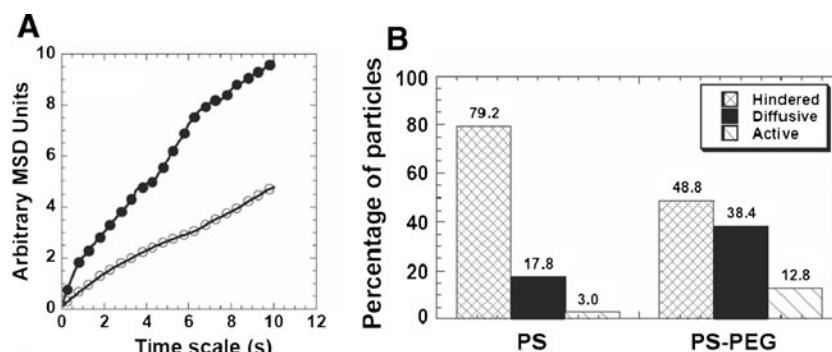 A
Arbitrary MSD Units
10
8
6
4
2
0
0 2 4 6 8 10 12
Time scale (s)
B
Percentage of particles
100
80
60
40
20
0
Hindered
Diffusive
Active
79.2
17.8
3.0
48.8
38.4
12.8
PS PS-PEG